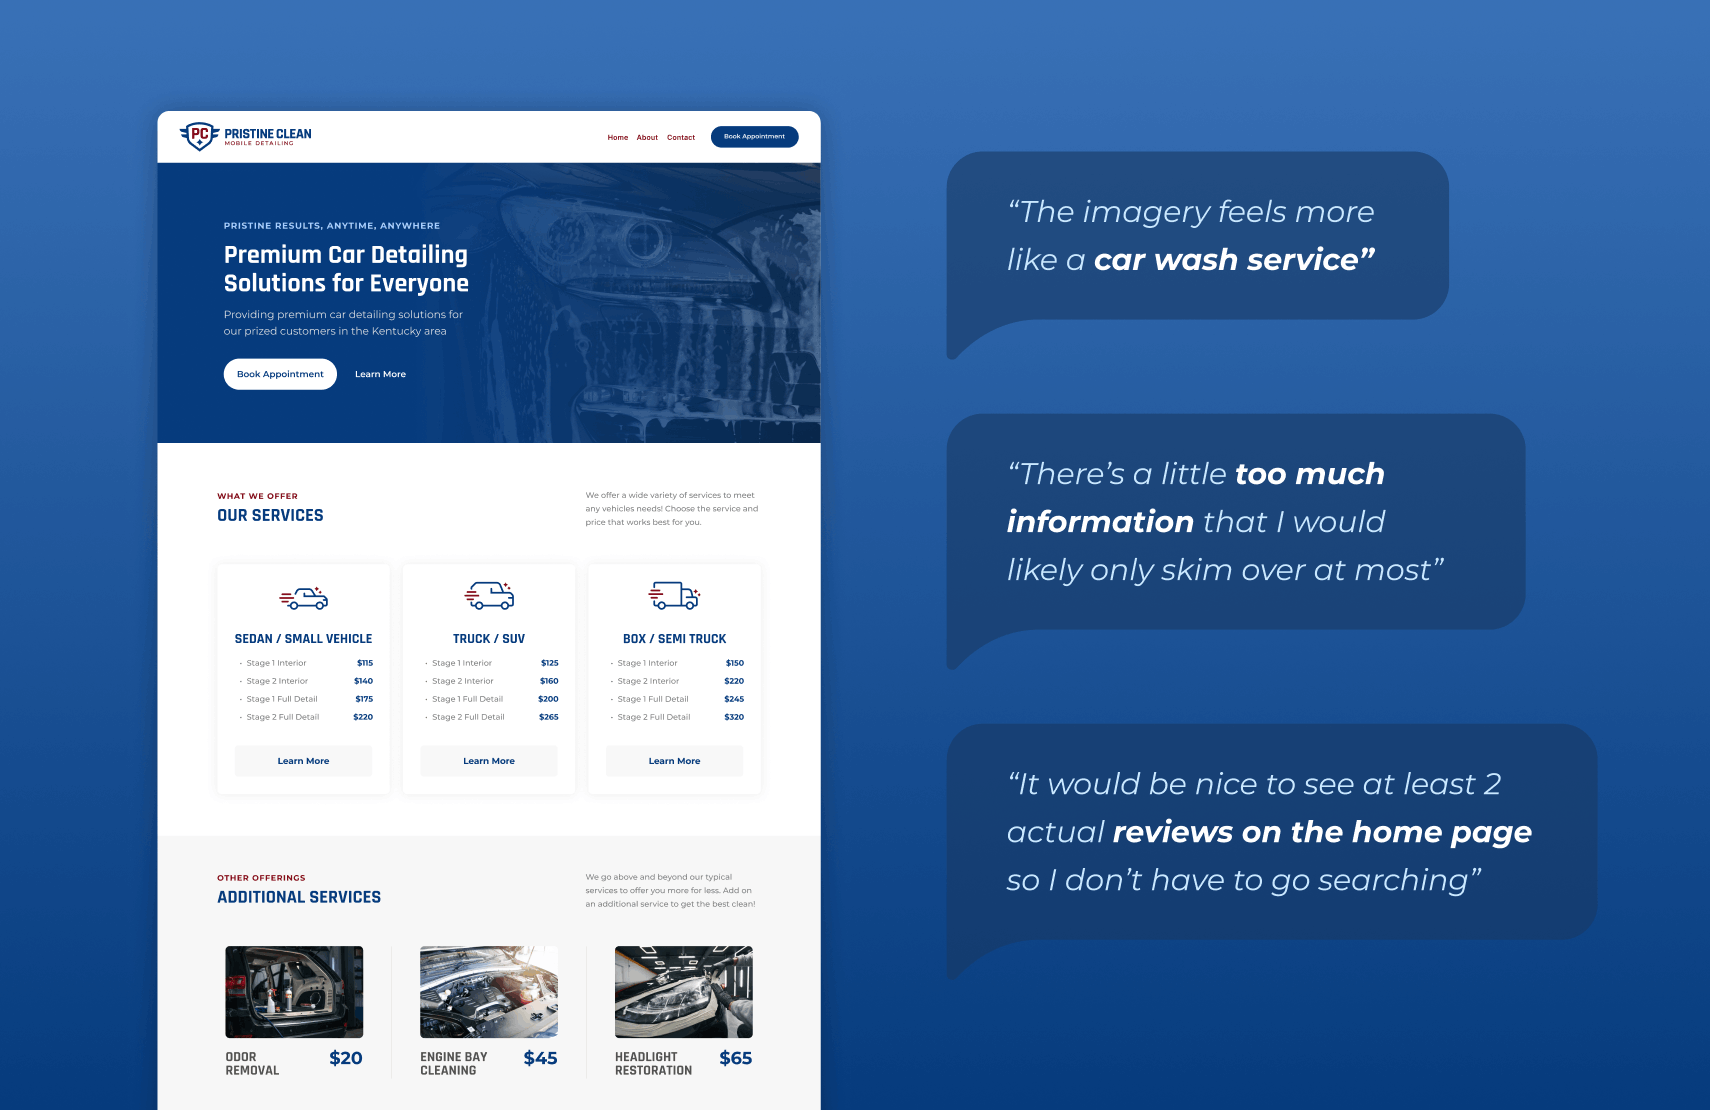 PC
PRISTINE CLEAN
MOBILE DETAILING
Home About Contact Book Appointment
PRISTINE RESULTS, ANYTIME, ANYWHERE
Premium Car Detailing
Solutions for Everyone
Providing premium car detailing solutions for
our prized customers in the Kentucky area
Book Appointment Learn More
WHAT WE OFFER
OUR SERVICES
We offer a wide variety of services to meet
any vehicles needs! Choose the service and
price that works best for you.
SEDAN / SMALL VEHICLE
• Stage 1 Interior $115
• Stage 2 Interior $140
• Stage 1 Full Detail $175
• Stage 2 Full Detail $220
Learn More
TRUCK / SUV
• Stage 1 Interior $125
• Stage 2 Interior $160
• Stage 1 Full Detail $200
• Stage 2 Full Detail $265
Learn More
BOX / SEMI TRUCK
• Stage 1 Interior $150
• Stage 2 Interior $220
• Stage 1 Full Detail $245
• Stage 2 Full Detail $320
Learn More
OTHER OFFERINGS
ADDITIONAL SERVICES
We go above and beyond our typical
services to offer you more for less. Add on
an additional service to get the best clean!
ODOR
REMOVAL
$20
ENGINE BAY
CLEANING
$45
HEADLIGHT
RESTORATION
$65
“The imagery feels more
like a car wash service”
“There’s a little too much
information that I would
likely only skim over at most”
“It would be nice to see at least 2
actual reviews on the home page
so I don’t have to go searching”